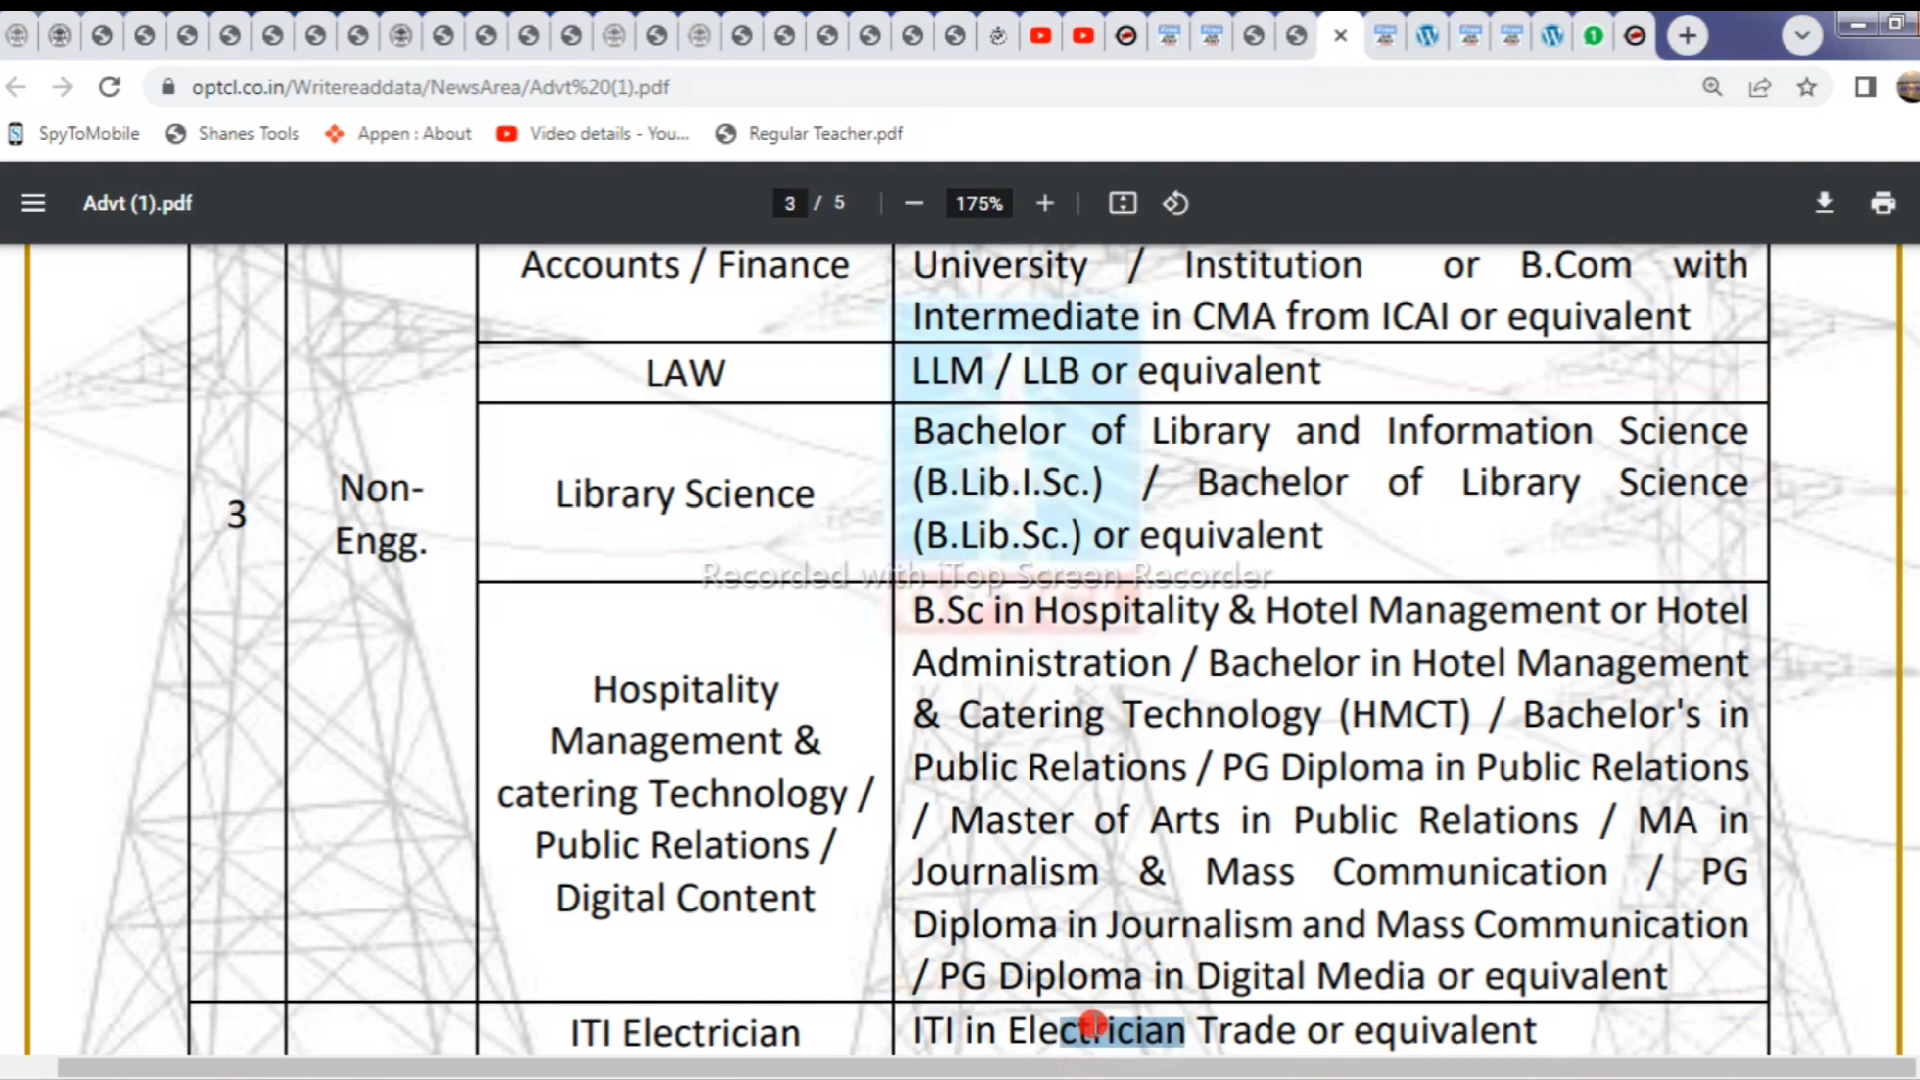 optcl.co.in/Writereaddata/NewsArea/Advt%20(1).pdf
SpyToMobile
Shanes Tools
Appen : About
Video details - You...
Regular Teacher.pdf
Advt (1).pdf
3 / 5
175%
Accounts / Finance
University / Institution or B.Com with
Intermediate in CMA from ICAI or equivalent
LAW
LLM / LLB or equivalent
3
Non-
Engg.
Library Science
Bachelor of Library and Information Science
(B.Lib.I.Sc.) / Bachelor of Library Science
(B.Lib.Sc.) or equivalent
Recorded with iTop Screen Recorder
Hospitality
Management &
catering Technology /
Public Relations /
Digital Content
B.Sc in Hospitality & Hotel Management or Hotel
Administration / Bachelor in Hotel Management
& Catering Technology (HMCT) / Bachelor's in
Public Relations / PG Diploma in Public Relations
/ Master of Arts in Public Relations / MA in
Journalism & Mass Communication / PG
Diploma in Journalism and Mass Communication
/ PG Diploma in Digital Media or equivalent
ITI Electrician
ITI in Electrician Trade or equivalent